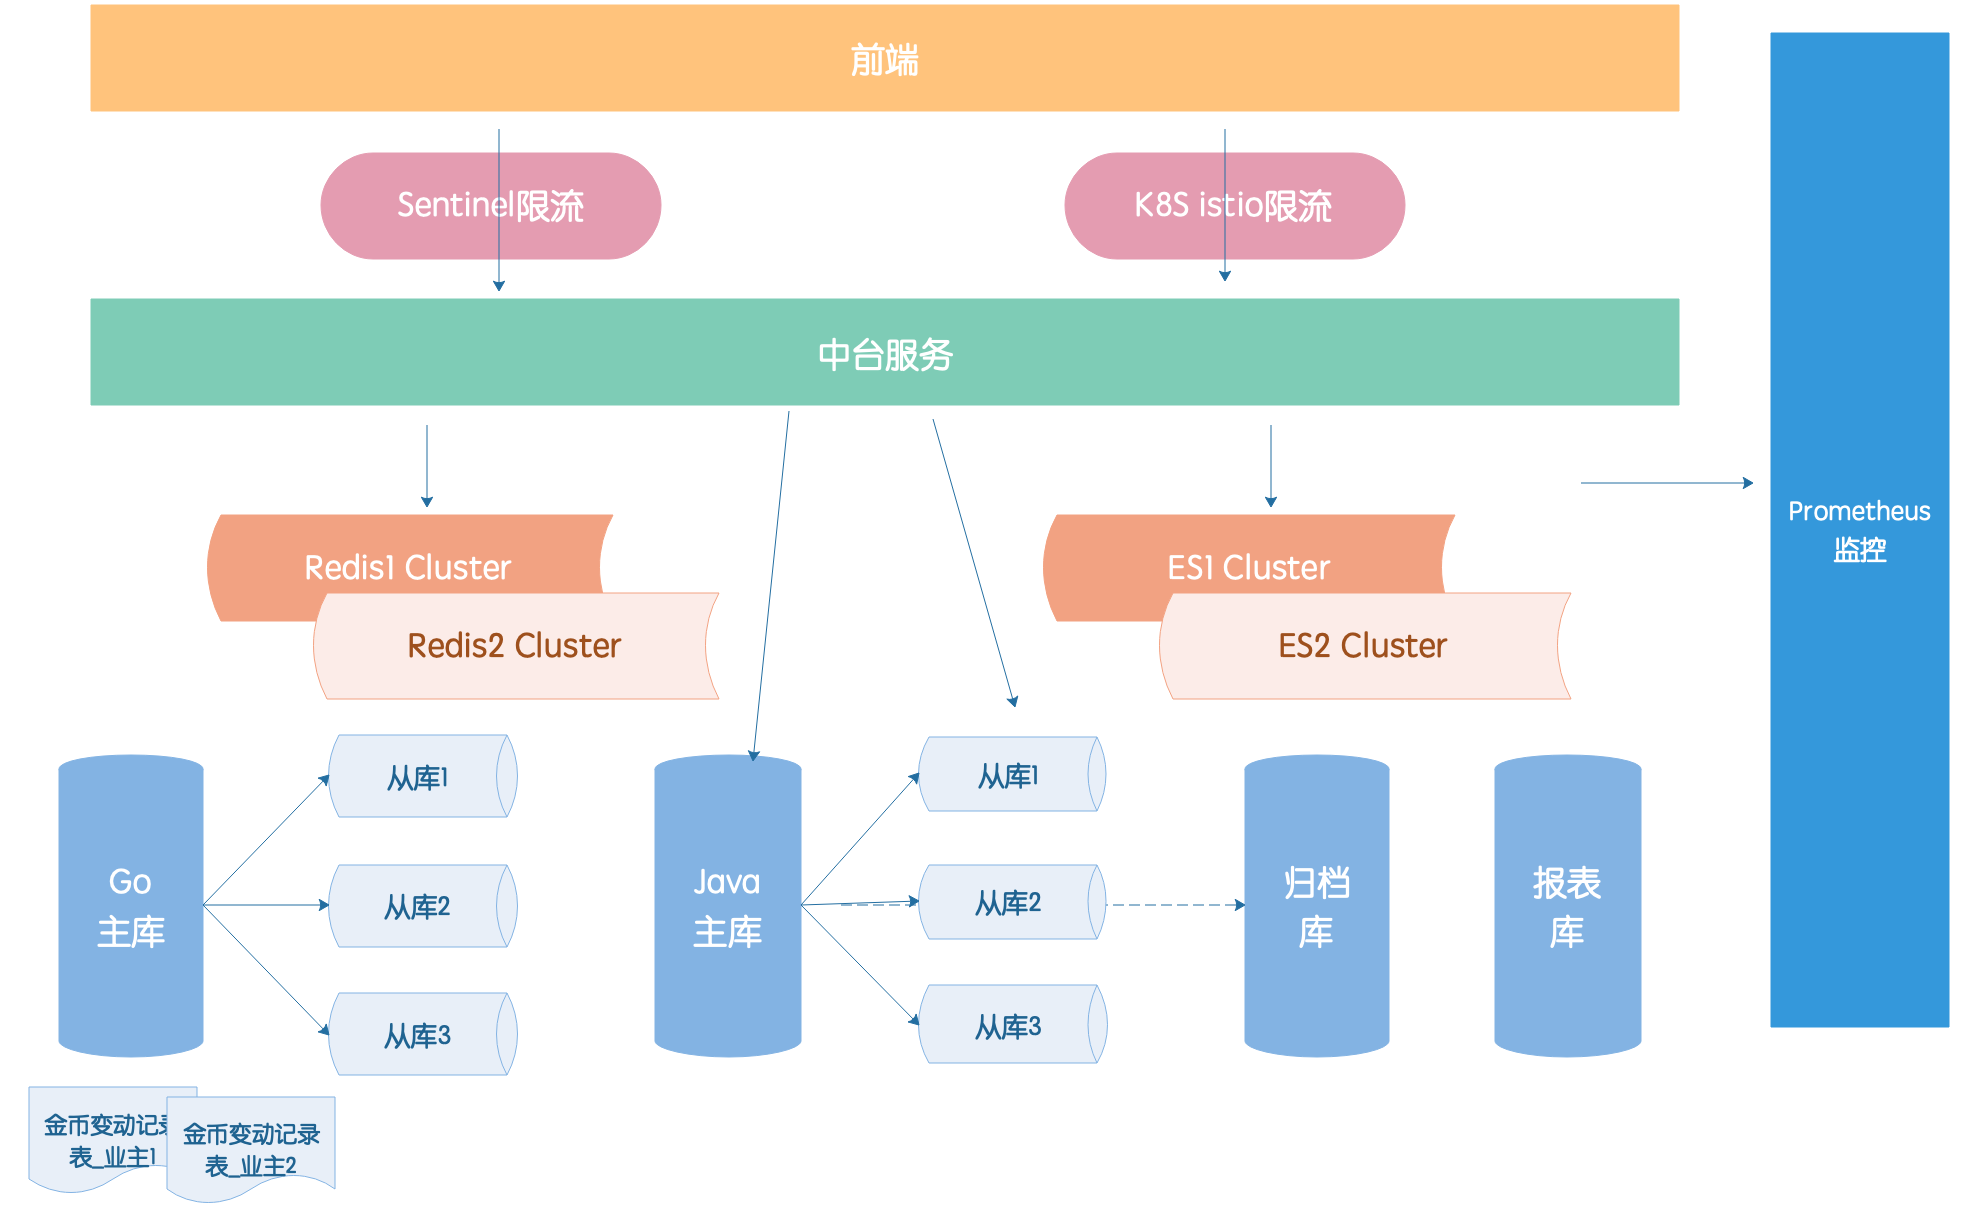 前端
Sentinel限流
K8S istio限流
中台服务
Redis1 Cluster
Redis2 Cluster
ES1 Cluster
ES2 Cluster
Prometheus
监控
Go
主库
从库1
从库2
从库3
Java
主库
从库1
从库2
从库3
归档
库
报表
库
金币变动记录
表_业主1
金币变动记录
表_业主2